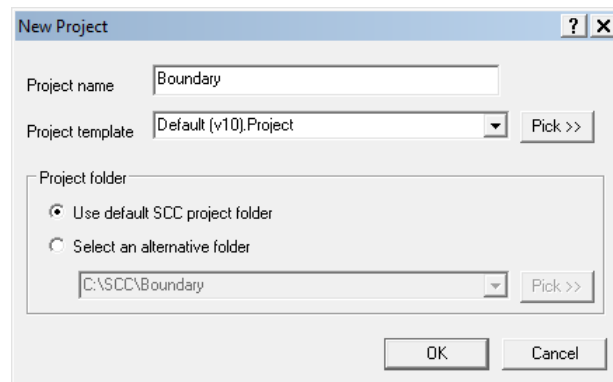 New Project
?
Project name
Boundary
Project template
Default (v10).Project
Pick >>
Project folder
Use default SCC project folder
Select an alternative folder
C:\SCC\Boundary
Pick >>
OK
Cancel